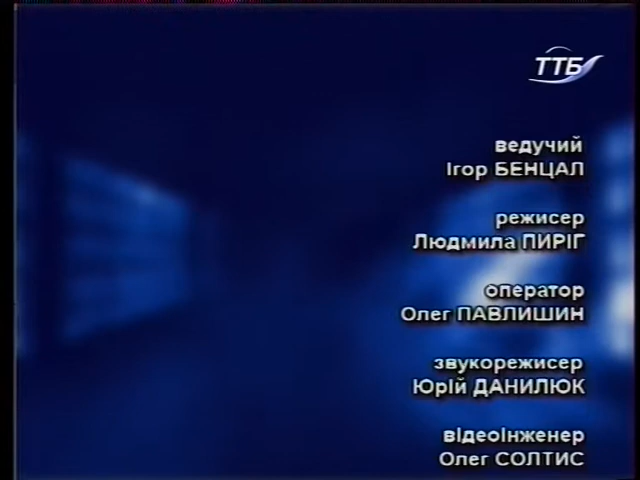 ТТБ
ведучий
Ігор БЕНЦАЛ
режисер
Людмила ПИРІГ
оператор
Олег ПАВЛИШИН
звукорежисер
Юрій ДАНИЛЮК
відеоінженер
Олег СОЛТИС